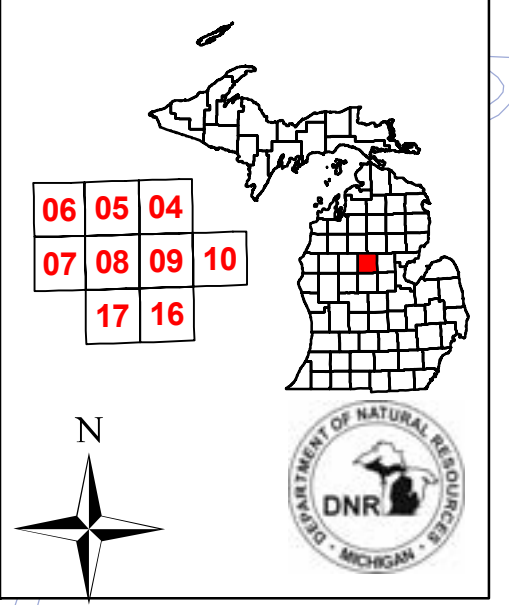 06 05 04
07 08 09 10
17 16
N
DEPARTMENT OF NATURAL RESOURCES
DNR
• MICHIGAN •